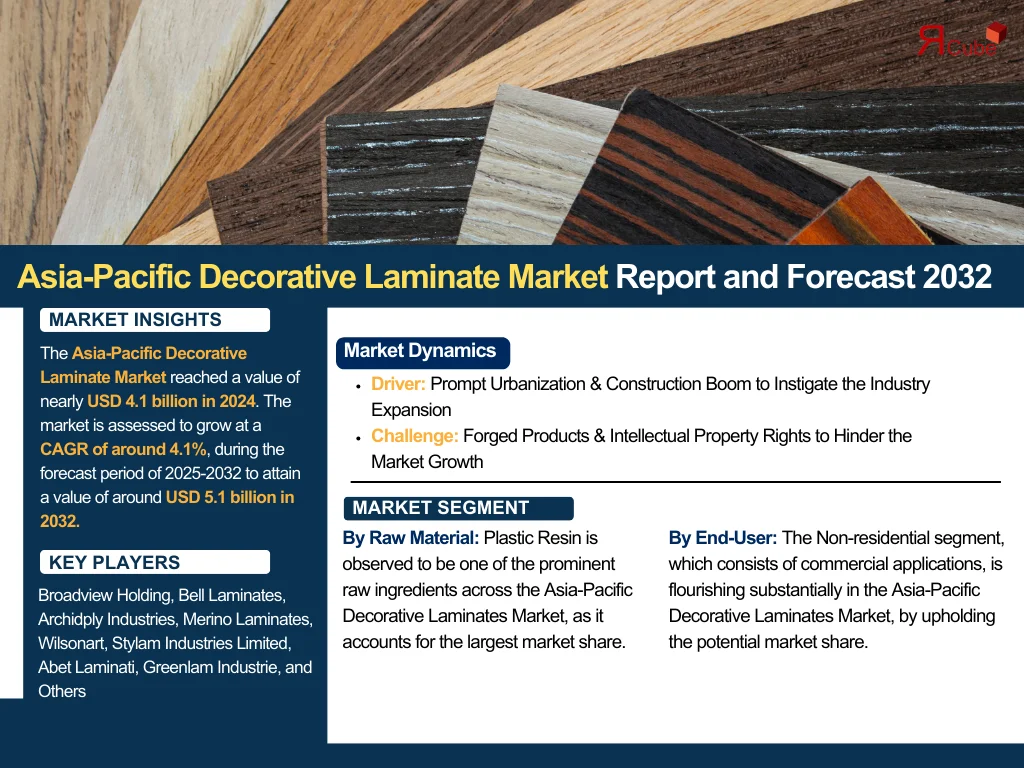 ЯCube
Asia-Pacific Decorative Laminate Market Report and Forecast 2032
MARKET INSIGHTS
The Asia-Pacific Decorative
Laminate Market reached a value of
nearly USD 4.1 billion in 2024. The
market is assessed to grow at a
CAGR of around 4.1%, during the
forecast period of 2025-2032 to attain
a value of around USD 5.1 billion in
2032.
KEY PLAYERS
Broadview Holding, Bell Laminates,
Archidply Industries, Merino Laminates,
Wilsonart, Stylam Industries Limited,
Abet Laminati, Greenlam Industrie, and
Others
Market Dynamics
• Driver: Prompt Urbanization & Construction Boom to Instigate the Industry
Expansion
• Challenge: Forged Products & Intellectual Property Rights to Hinder the
Market Growth
MARKET SEGMENT
By Raw Material: Plastic Resin is
observed to be one of the prominent
raw ingredients across the Asia-Pacific
Decorative Laminates Market, as it
accounts for the largest market share.
By End-User: The Non-residential segment,
which consists of commercial applications, is
flourishing substantially in the Asia-Pacific
Decorative Laminates Market, by upholding
the potential market share.